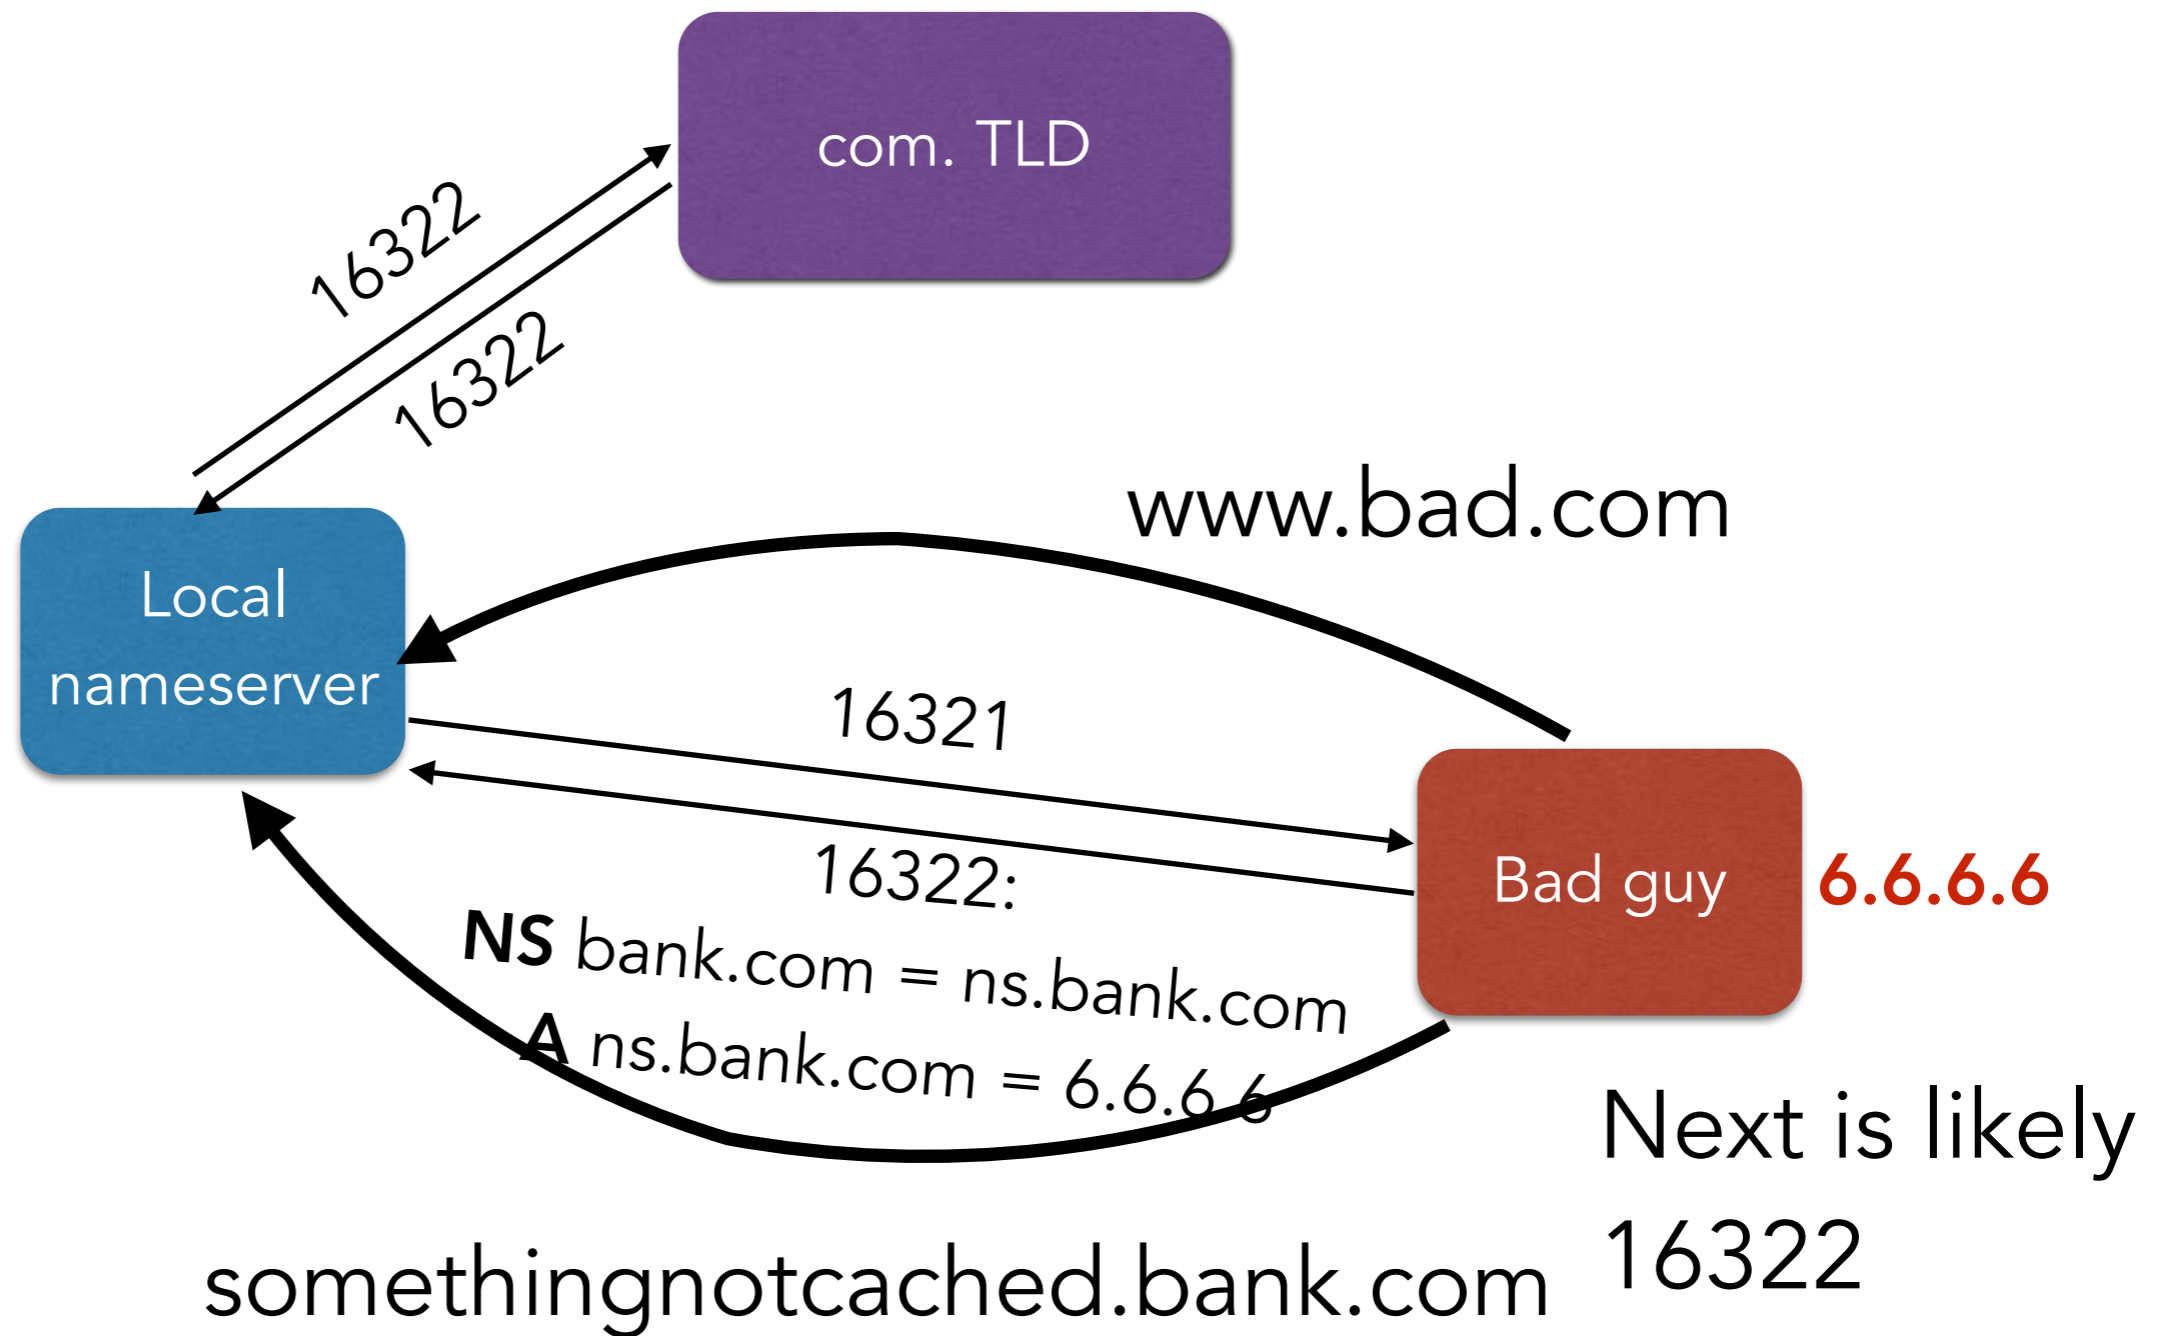 com. TLD
16322
16322
www.bad.com
Local
nameserver
16321
16322:
NS bank.com = ns.bank.com
A ns.bank.com = 6.6.6.6
Bad guy
6.6.6.6
Next is likely
16322
somethingnotcached.bank.com